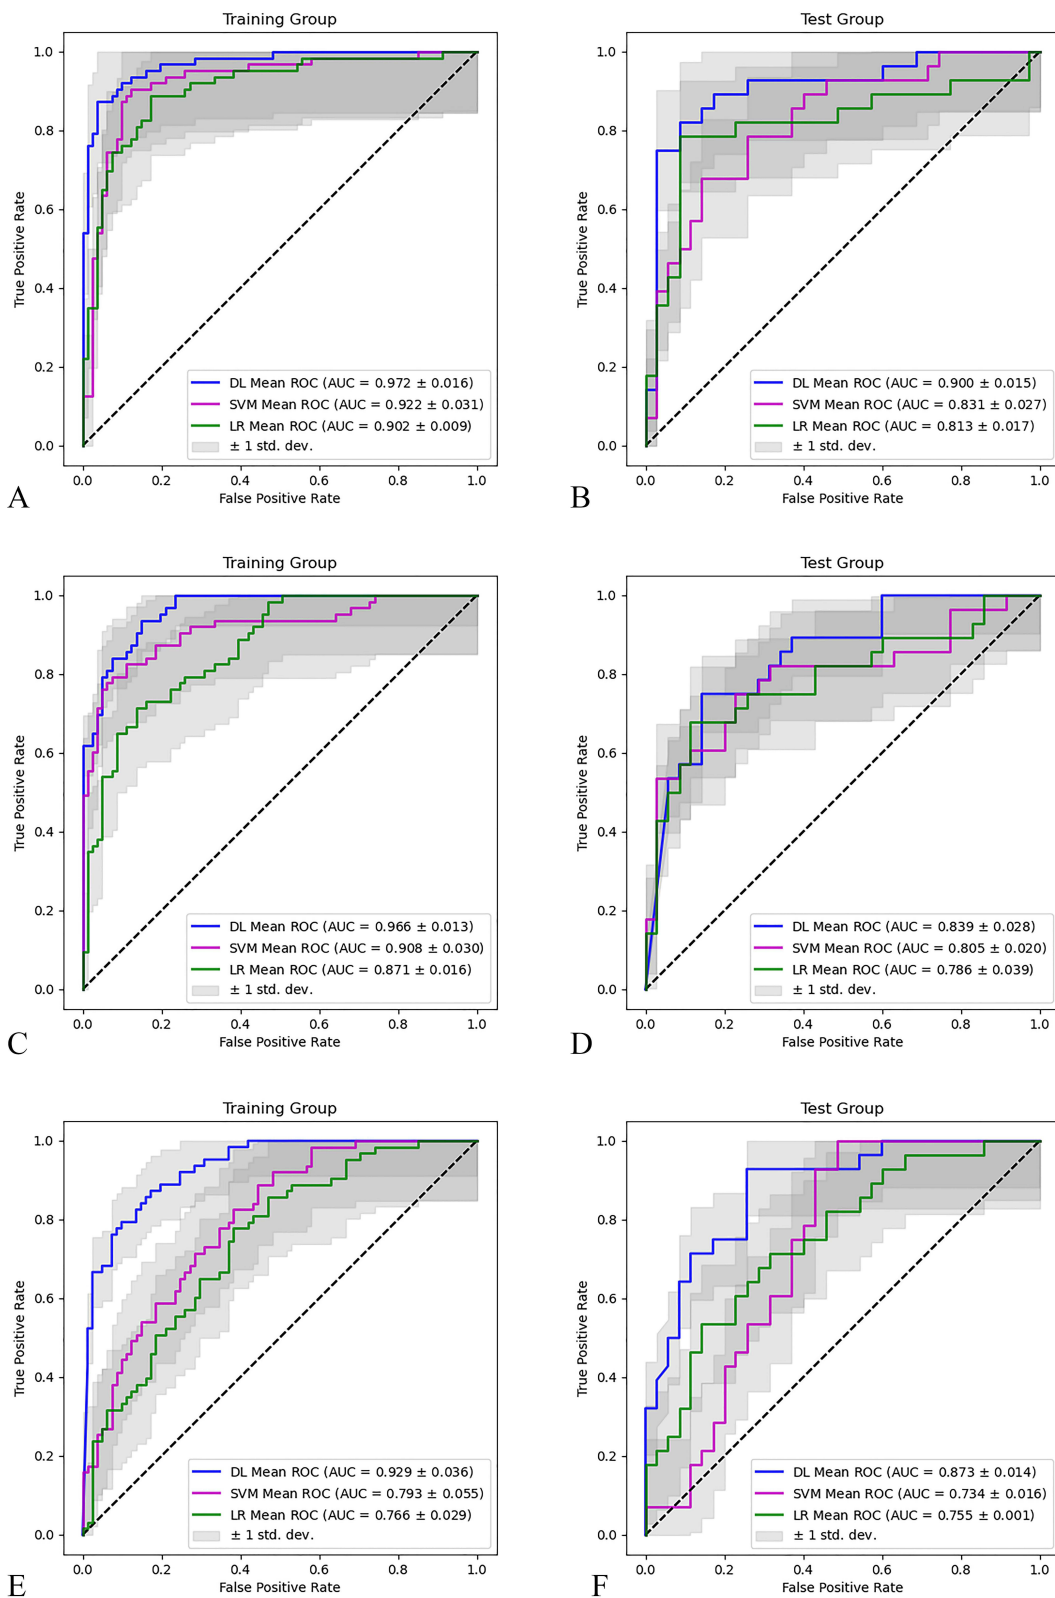 Training Group
1.0
0.8
0.6
0.4
0.2
0.0
True Positive Rate
DL Mean ROC (AUC = 0.972 ± 0.016)
SVM Mean ROC (AUC = 0.922 ± 0.031)
LR Mean ROC (AUC = 0.902 ± 0.009)
± 1 std. dev.
0.0 0.2 0.4 0.6 0.8 1.0
False Positive Rate
A
Test Group
1.0
0.8
0.6
0.4
0.2
0.0
True Positive Rate
DL Mean ROC (AUC = 0.900 ± 0.015)
SVM Mean ROC (AUC = 0.831 ± 0.027)
LR Mean ROC (AUC = 0.813 ± 0.017)
± 1 std. dev.
0.0 0.2 0.4 0.6 0.8 1.0
False Positive Rate
B
Training Group
1.0
0.8
0.6
0.4
0.2
0.0
True Positive Rate
DL Mean ROC (AUC = 0.966 ± 0.013)
SVM Mean ROC (AUC = 0.908 ± 0.030)
LR Mean ROC (AUC = 0.871 ± 0.016)
± 1 std. dev.
0.0 0.2 0.4 0.6 0.8 1.0
False Positive Rate
C
Test Group
1.0
0.8
0.6
0.4
0.2
0.0
True Positive Rate
DL Mean ROC (AUC = 0.839 ± 0.028)
SVM Mean ROC (AUC = 0.805 ± 0.020)
LR Mean ROC (AUC = 0.786 ± 0.039)
± 1 std. dev.
0.0 0.2 0.4 0.6 0.8 1.0
False Positive Rate
D
Training Group
1.0
0.8
0.6
0.4
0.2
0.0
True Positive Rate
DL Mean ROC (AUC = 0.929 ± 0.036)
SVM Mean ROC (AUC = 0.793 ± 0.055)
LR Mean ROC (AUC = 0.766 ± 0.029)
± 1 std. dev.
0.0 0.2 0.4 0.6 0.8 1.0
False Positive Rate
E
Test Group
1.0
0.8
0.6
0.4
0.2
0.0
True Positive Rate
DL Mean ROC (AUC = 0.873 ± 0.014)
SVM Mean ROC (AUC = 0.734 ± 0.016)
LR Mean ROC (AUC = 0.755 ± 0.001)
± 1 std. dev.
0.0 0.2 0.4 0.6 0.8 1.0
False Positive Rate
F